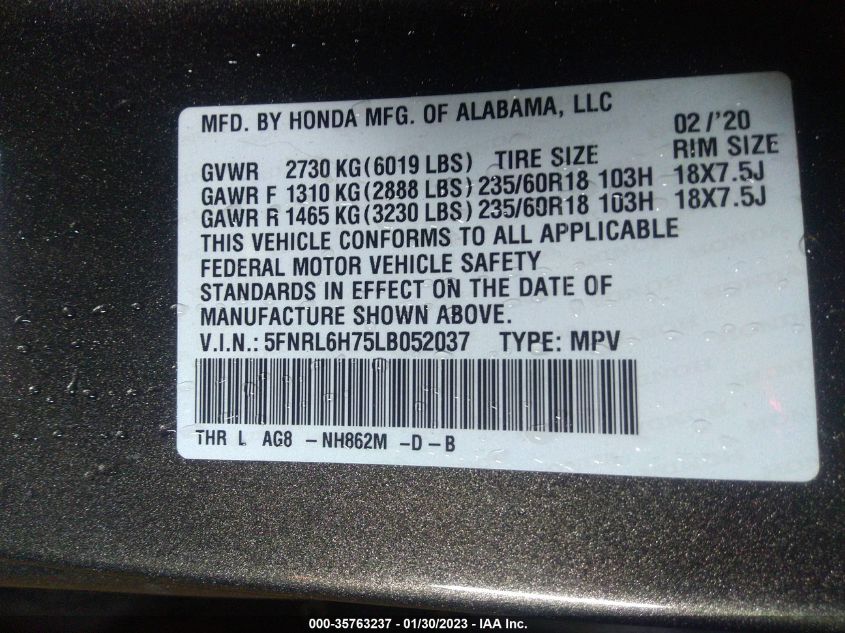 MFD. BY HONDA MFG. OF ALABAMA, LLC 02/'20
GVWR 2730 KG(6019 LBS) TIRE SIZE RIM SIZE
GAWR F 1310 KG(2888 LBS) 235/60R18 103H 18X7.5J
GAWR R 1465 KG(3230 LBS) 235/60R18 103H 18X7.5J
THIS VEHICLE CONFORMS TO ALL APPLICABLE
FEDERAL MOTOR VEHICLE SAFETY
STANDARDS IN EFFECT ON THE DATE OF
MANUFACTURE SHOWN ABOVE.
V.I.N.: 5FNRL6H75LB052037 TYPE: MPV
THR L AG8 -NH862M -D-B
000-35763237 - 01/30/2023 - IAA Inc.